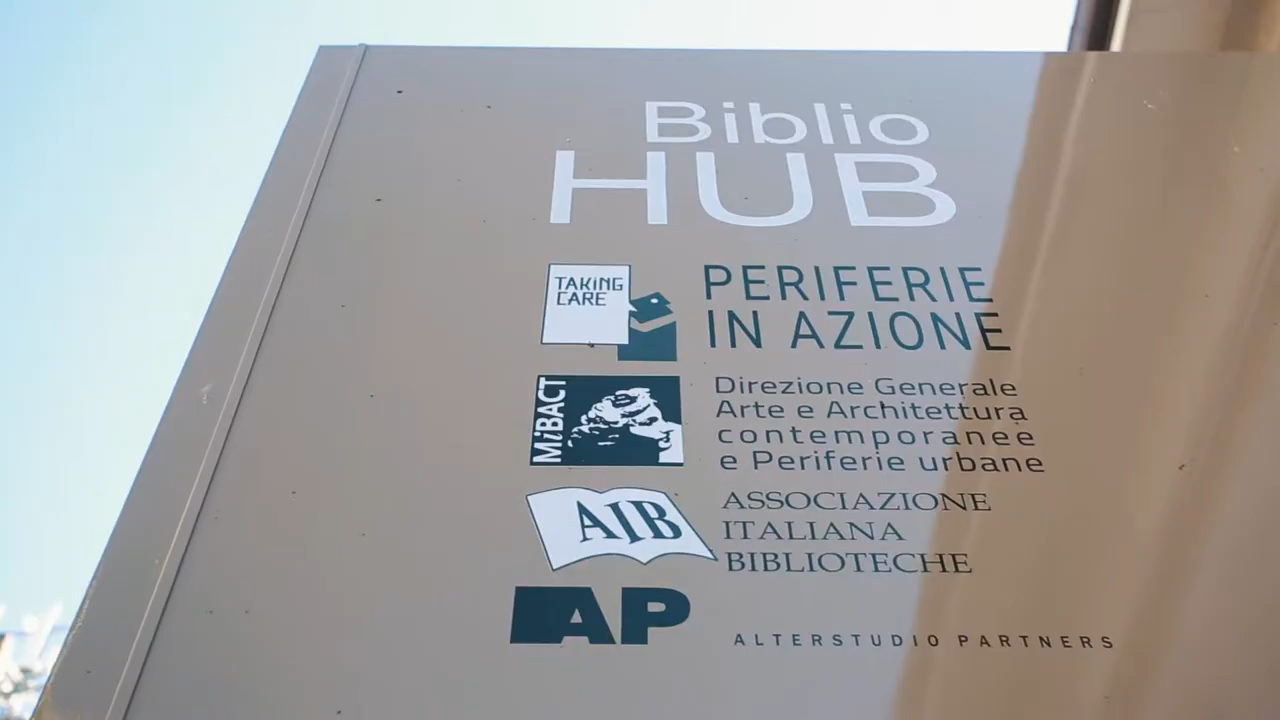 Biblio
HUB
TAKING
CARE
PERIFERIE
IN AZIONE
MiBACT
Direzione Generale
Arte e Architettura
contemporanee
e Periferie urbane
AIB
ASSOCIAZIONE
ITALIANA
BIBLIOTECHE
AP
ALTERSTUDIO PARTNERS